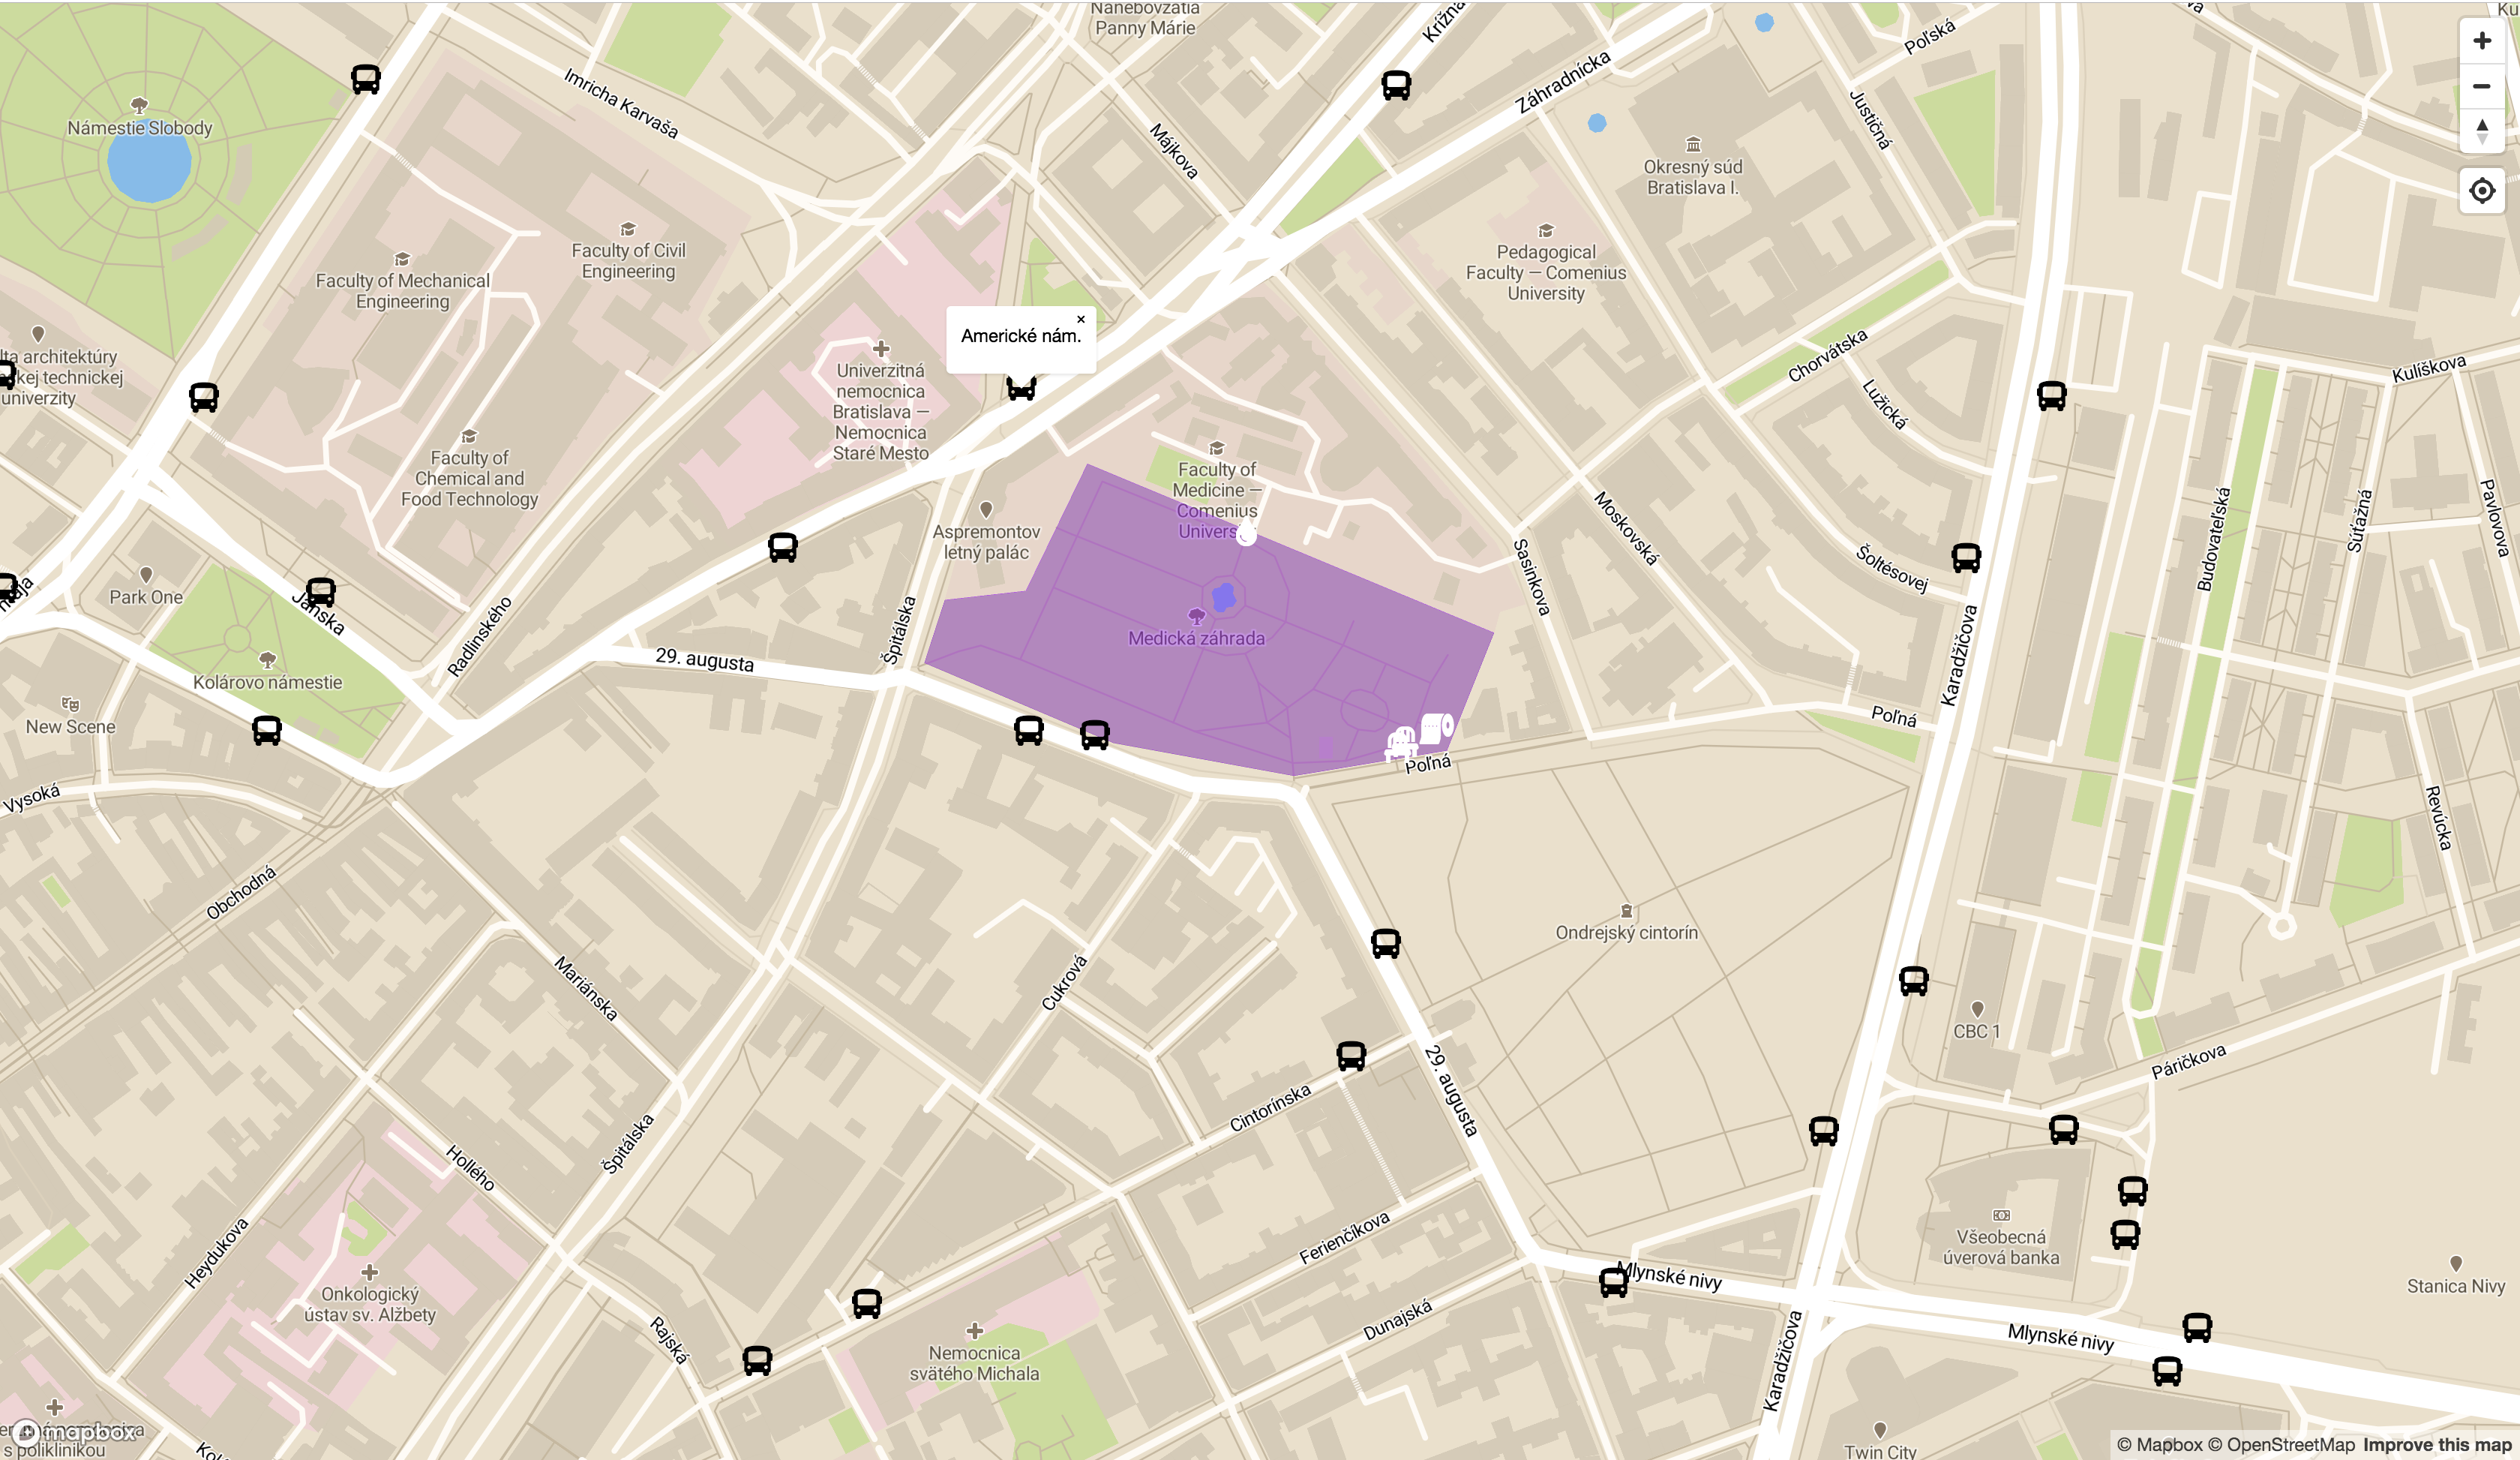 Nanebovzatia
Panny Márie
Krížna
Poľská
Imricha Karvaša
Námestie Slobody
Májkova
Záhradnícka
Justičná
Okresný súd
Bratislava I.
Faculty of Civil
Engineering
Faculty of Mechanical
Engineering
Pedagogical
Faculty — Comenius
University
Americké nám.
×
lta architektúry
skej technickej
univerzity
Univerzitná
nemocnica
Bratislava —
Nemocnica
Staré Mesto
Chorvátska
Lužická
Kulíškova
Faculty of
Chemical and
Food Technology
Faculty of
Medicine —
Comenius
Univers
Aspremontov
letný palác
Moskovská
Sasinkova
Šoltésovej
Budovateľská
Súťažná
Pavlovova
Park One
Jánska
Radlinského
Špitálska
29. augusta
Medická záhrada
Karadžičova
Kolárovo námestie
New Scene
Poľná
Poľná
Vysoká
Revúcka
Obchodná
Ondrejský cintorín
Mariánska
Cukrová
CBC 1
Páričkova
29. augusta
Cintorínska
Špitálska
Hollého
Heydukova
Ferienčíkova
Všeobecná
úverová banka
Stanica Nivy
Mlynské nivy
Onkologický
ústav sv. Alžbety
Rajská
Dunajská
Mlynské nivy
Karadžičova
Nemocnica
svätého Michala
mapbox
s poliklinikou
Twin City
© Mapbox © OpenStreetMap Improve this map